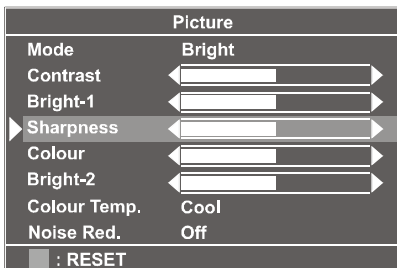 Picture
Mode Bright
Contrast
Bright-1
Sharpness
Colour
Bright-2
Colour Temp. Cool
Noise Red. Off
: RESET